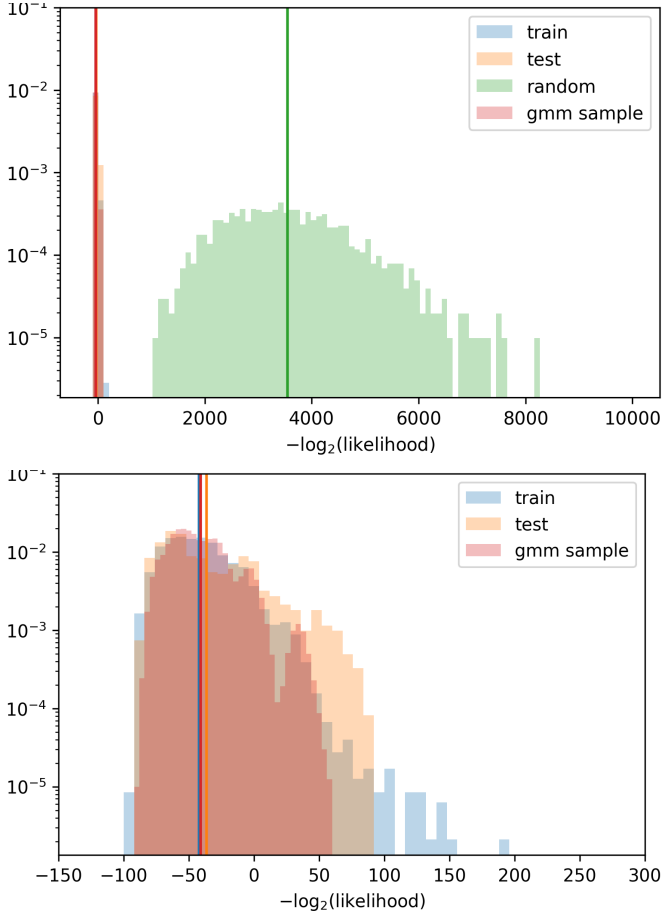 10⁻¹
train
test
random
gmm sample
10⁻²
10⁻³
10⁻⁴
10⁻⁵
0 2000 4000 6000 8000 10000
−log₂(likelihood)
10⁻¹
train
test
gmm sample
10⁻²
10⁻³
10⁻⁴
10⁻⁵
−150 −100 −50 0 50 100 150 200 250 300
−log₂(likelihood)